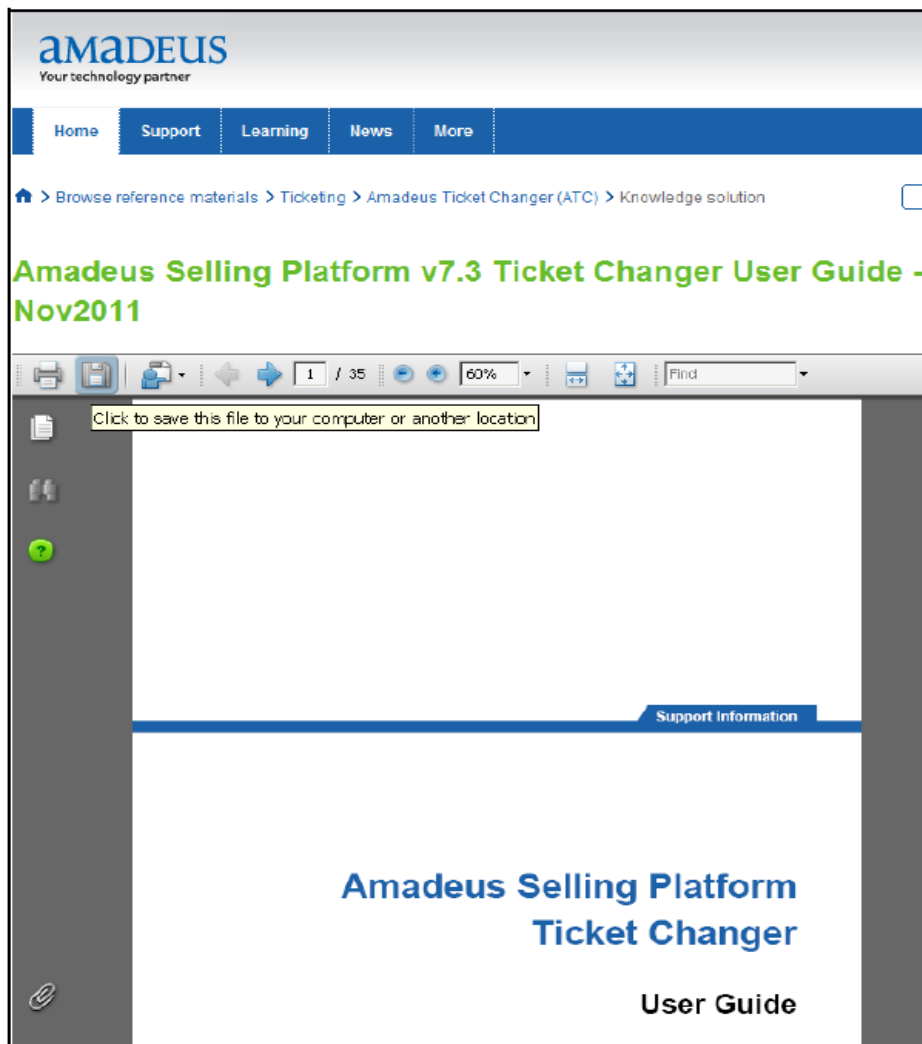 amadeus
Your technology partner
Home Support Learning News More
> Browse reference materials > Ticketing > Amadeus Ticket Changer (ATC) > Knowledge solution
Amadeus Selling Platform v7.3 Ticket Changer User Guide -
Nov2011
1 / 35 60% Find
Click to save this file to your computer or another location
?
Support Information
Amadeus Selling Platform
Ticket Changer
User Guide